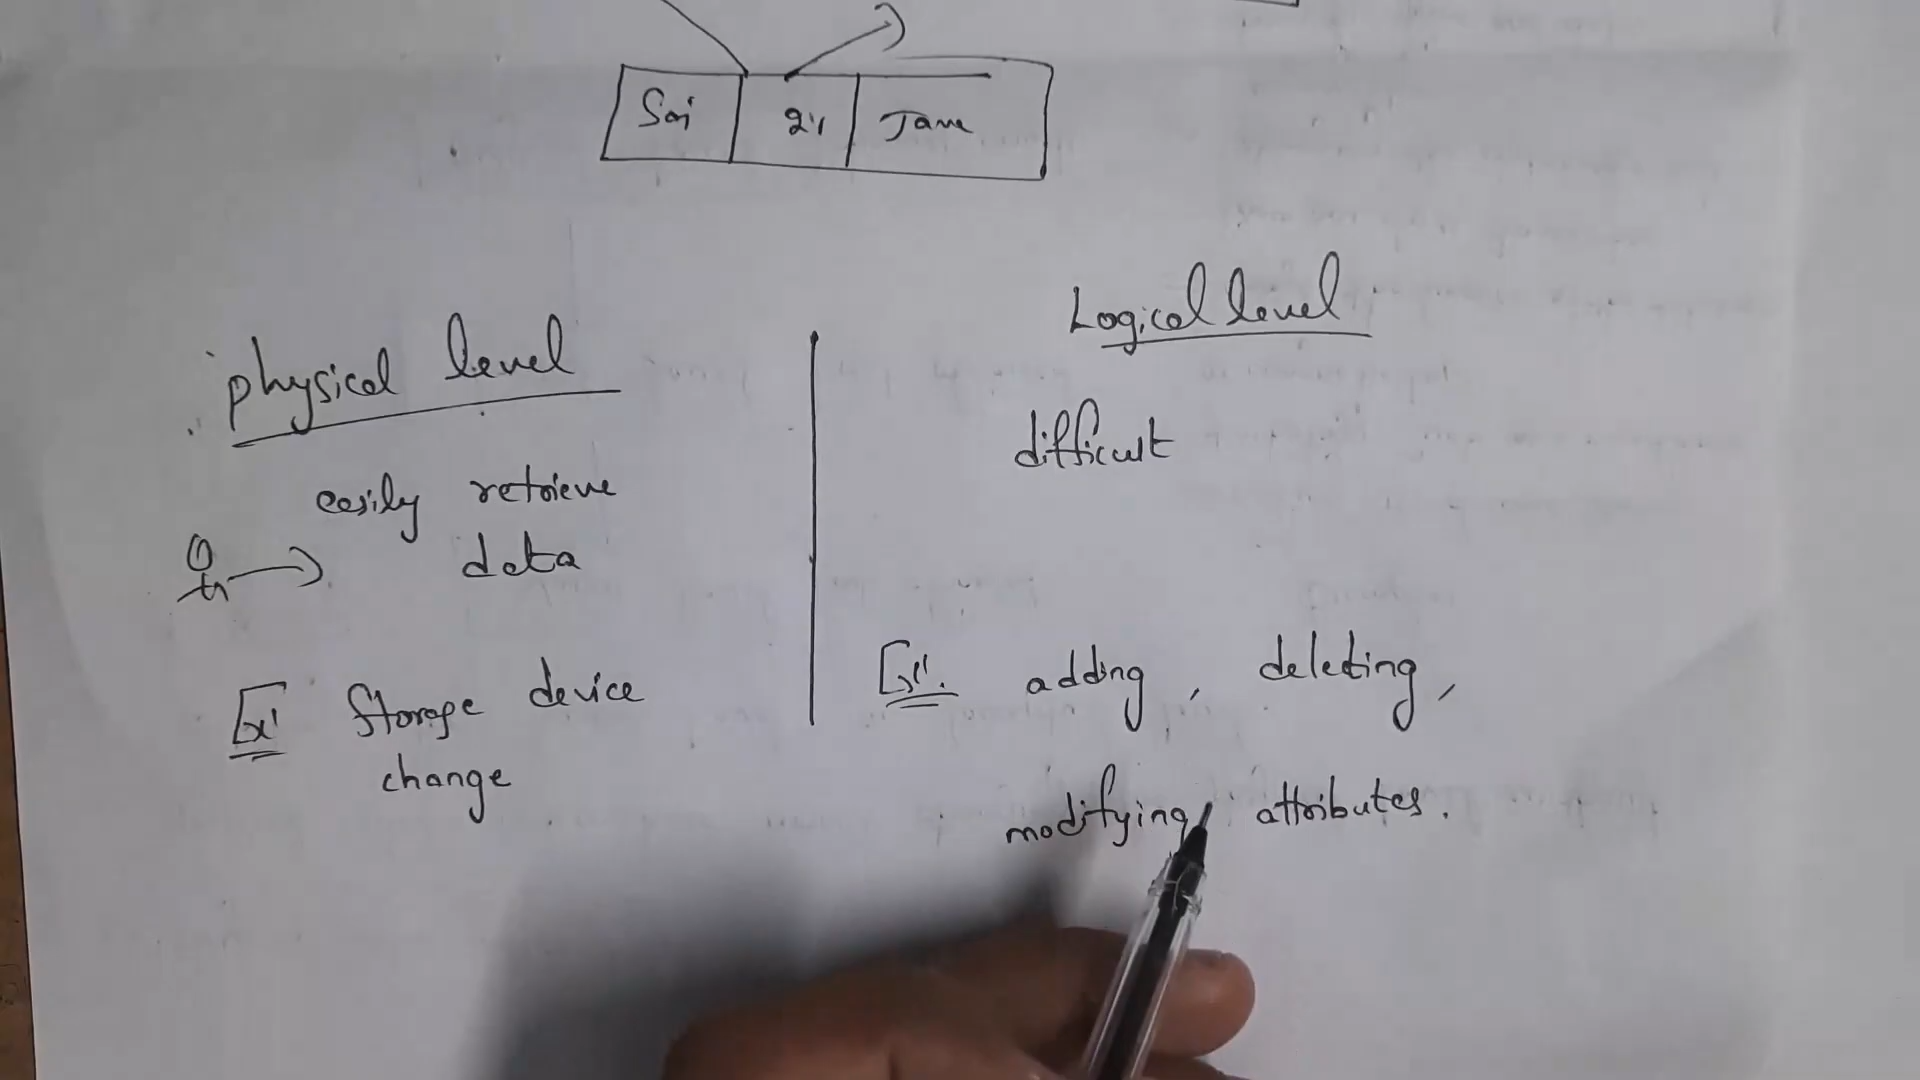 Sai 21 Java
physical level
easily retrieve
data
Ex: Storage device
change
Logical level
difficult
Ex: adding, deleting,
modifying attributes.